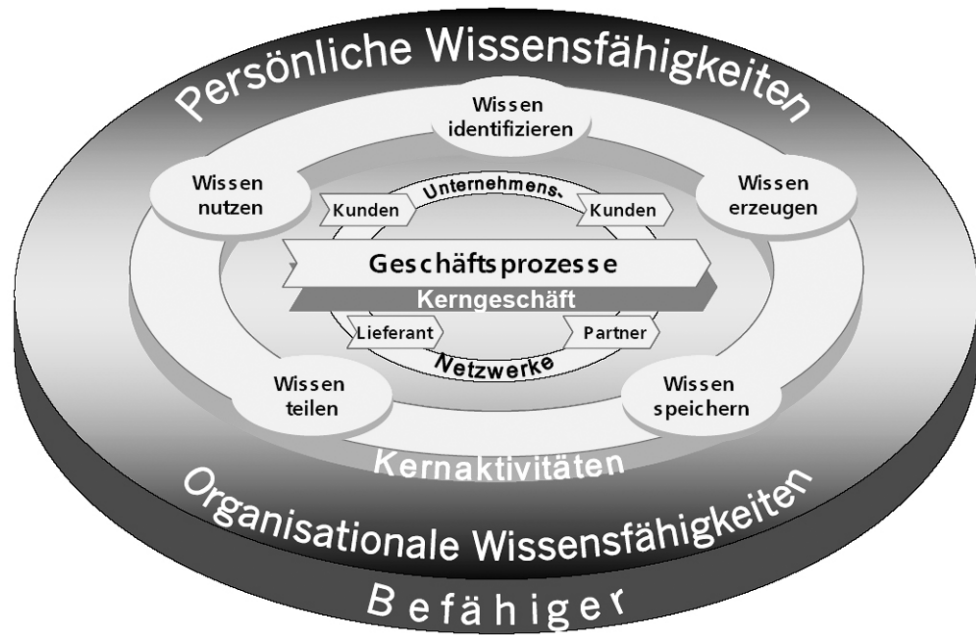 Persönliche Wissensfähigkeiten
Wissen
identifizieren
Wissen
nutzen
Wissen
erzeugen
Unternehmens-
Kunden
Kunden
Geschäftsprozesse
Kerngeschäft
Lieferant
Partner
Netzwerke
Wissen
teilen
Wissen
speichern
Kernaktivitäten
Organisationale Wissensfähigkeiten
Befähiger